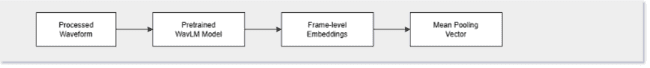 Processed
Waveform
Pretrained
WavLM Model
Frame-level
Embeddings
Mean Pooling
Vector